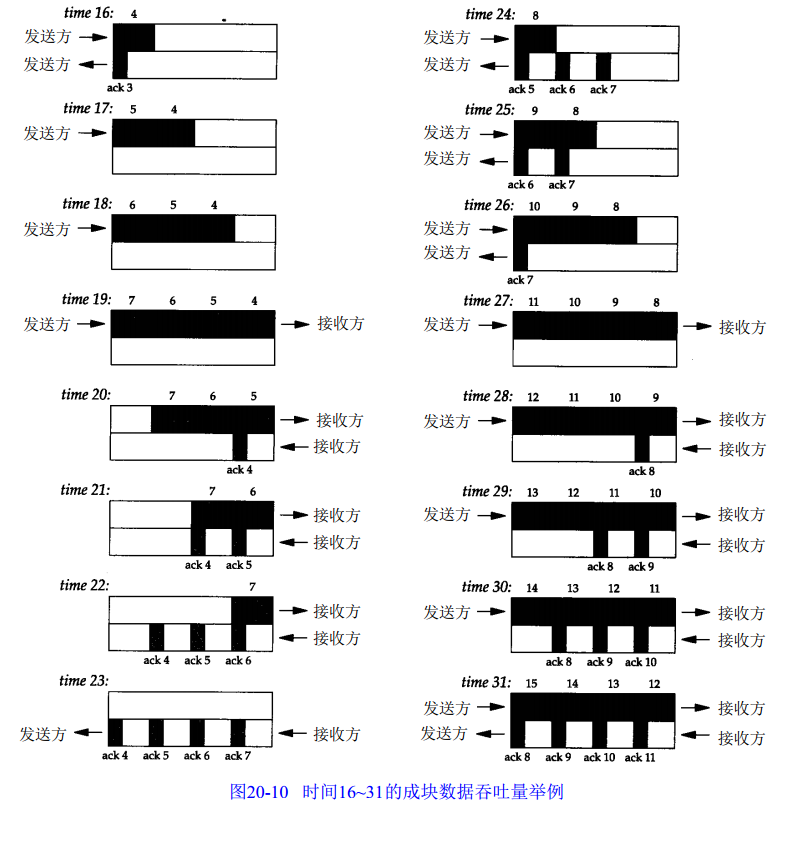 time 16: 4
发送方
发送方
ack 3
time 17: 5 4
发送方
time 18: 6 5 4
发送方
time 19: 7 6 5 4
发送方 接收方
time 20: 7 6 5
接收方
接收方
ack 4
time 21: 7 6
接收方
接收方
ack 4 ack 5
time 22: 7
接收方
接收方
ack 4 ack 5 ack 6
time 23:
发送方 接收方
ack 4 ack 5 ack 6 ack 7
time 24: 8
发送方
发送方
ack 5 ack 6 ack 7
time 25: 9 8
发送方
发送方
ack 6 ack 7
time 26: 10 9 8
发送方
发送方
ack 7
time 27: 11 10 9 8
发送方 接收方
time 28: 12 11 10 9
发送方 接收方
接收方
ack 8
time 29: 13 12 11 10
发送方 接收方
接收方
ack 8 ack 9
time 30: 14 13 12 11
发送方 接收方
接收方
ack 8 ack 9 ack 10
time 31: 15 14 13 12
发送方 接收方
发送方 接收方
ack 8 ack 9 ack 10 ack 11
图20-10 时间16~31的成块数据吞吐量举例